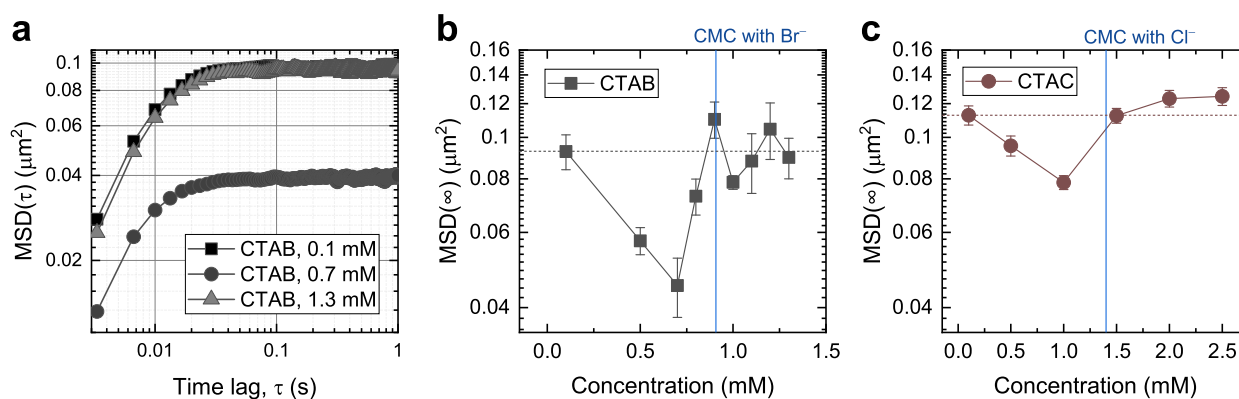 a
MSD(τ) (μm²)
0.1
0.08
0.06
0.04
0.02
CTAB, 0.1 mM
CTAB, 0.7 mM
CTAB, 1.3 mM
0.01
0.1
1
Time lag, τ (s)
b
CMC with Br⁻
MSD(∞) (μm²)
0.16
0.12
0.1
0.08
0.06
0.04
CTAB
0.0
0.5
1.0
1.5
Concentration (mM)
c
CMC with Cl⁻
MSD(∞) (μm²)
0.16
0.12
0.1
0.08
0.06
0.04
CTAC
0.0
0.5
1.0
1.5
2.0
2.5
Concentration (mM)